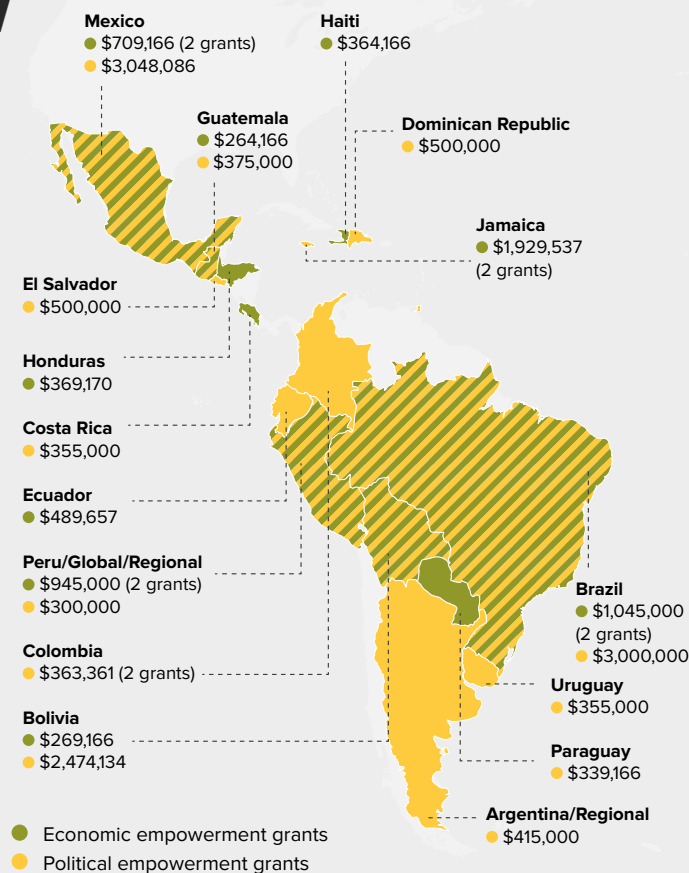 Mexico
$709,166 (2 grants)
$3,048,086
Haiti
$364,166
Guatemala
$264,166
$375,000
Dominican Republic
$500,000
Jamaica
$1,929,537
(2 grants)
El Salvador
$500,000
Honduras
$369,170
Costa Rica
$355,000
Ecuador
$489,657
Peru/Global/Regional
$945,000 (2 grants)
$300,000
Colombia
$363,361 (2 grants)
Bolivia
$269,166
$2,474,134
Brazil
$1,045,000
(2 grants)
$3,000,000
Uruguay
$355,000
Paraguay
$339,166
Argentina/Regional
$415,000
Economic empowerment grants
Political empowerment grants